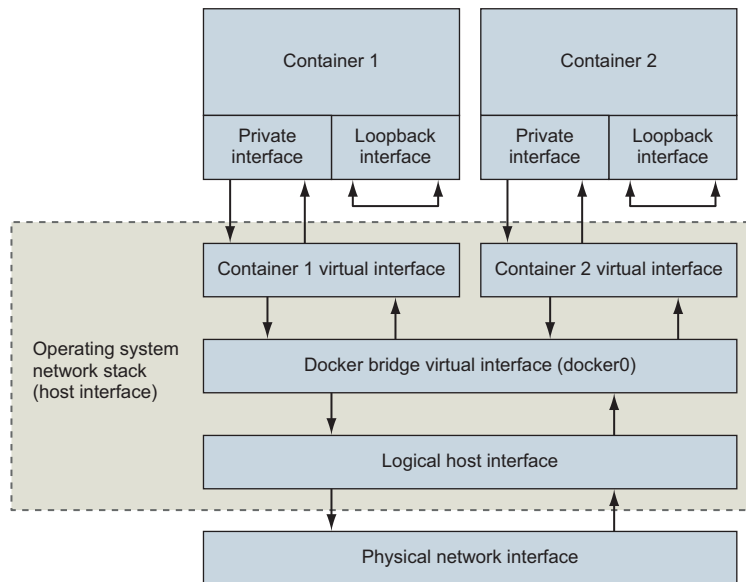 Container 1
Container 2
Private
interface
Loopback
interface
Private
interface
Loopback
interface
Container 1 virtual interface
Container 2 virtual interface
Operating system
network stack
(host interface)
Docker bridge virtual interface (docker0)
Logical host interface
Physical network interface